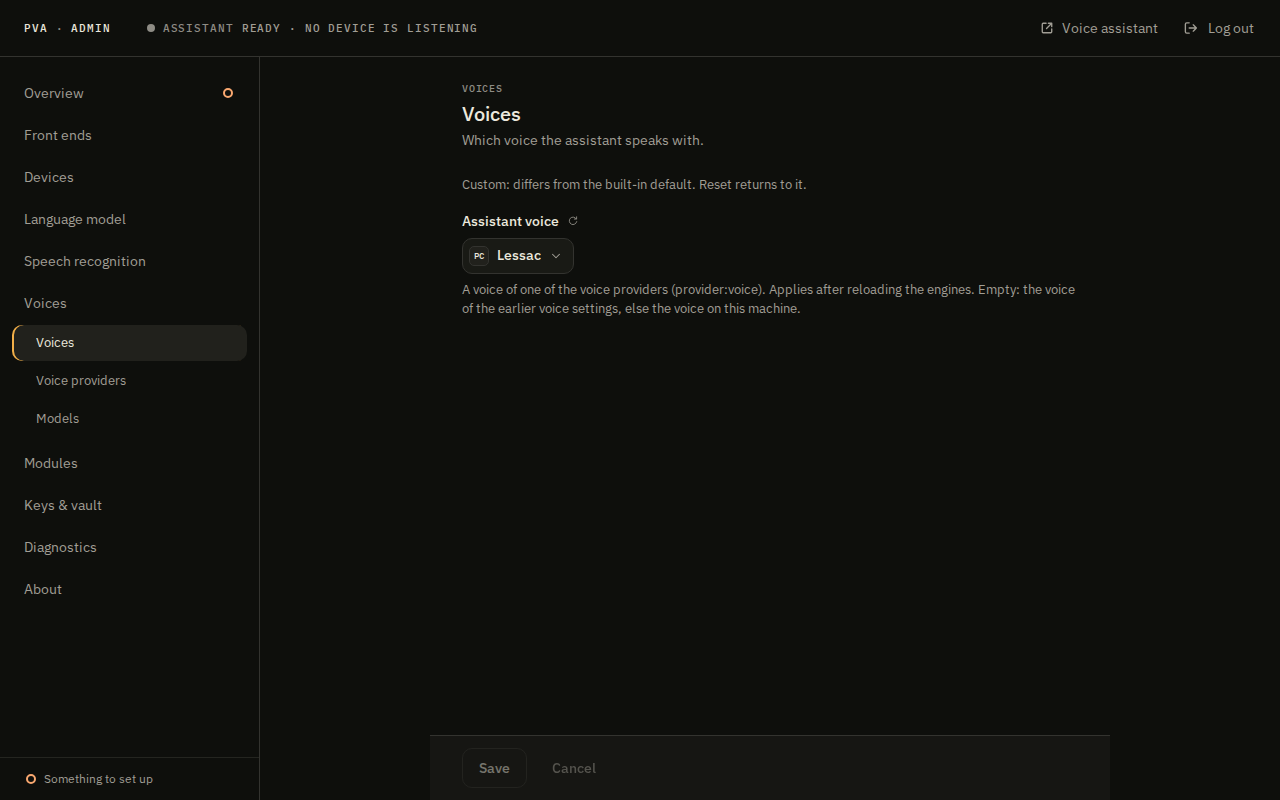 PVA · ADMIN
ASSISTANT READY · NO DEVICE IS LISTENING
Voice assistant
Log out
Overview
Front ends
Devices
Language model
Speech recognition
Voices
Voices
Voice providers
Models
Modules
Keys & vault
Diagnostics
About
Something to set up
VOICES
Voices
Which voice the assistant speaks with.
Custom: differs from the built-in default. Reset returns to it.
Assistant voice
PC Lessac
A voice of one of the voice providers (provider:voice). Applies after reloading the engines. Empty: the voice
of the earlier voice settings, else the voice on this machine.
Save
Cancel